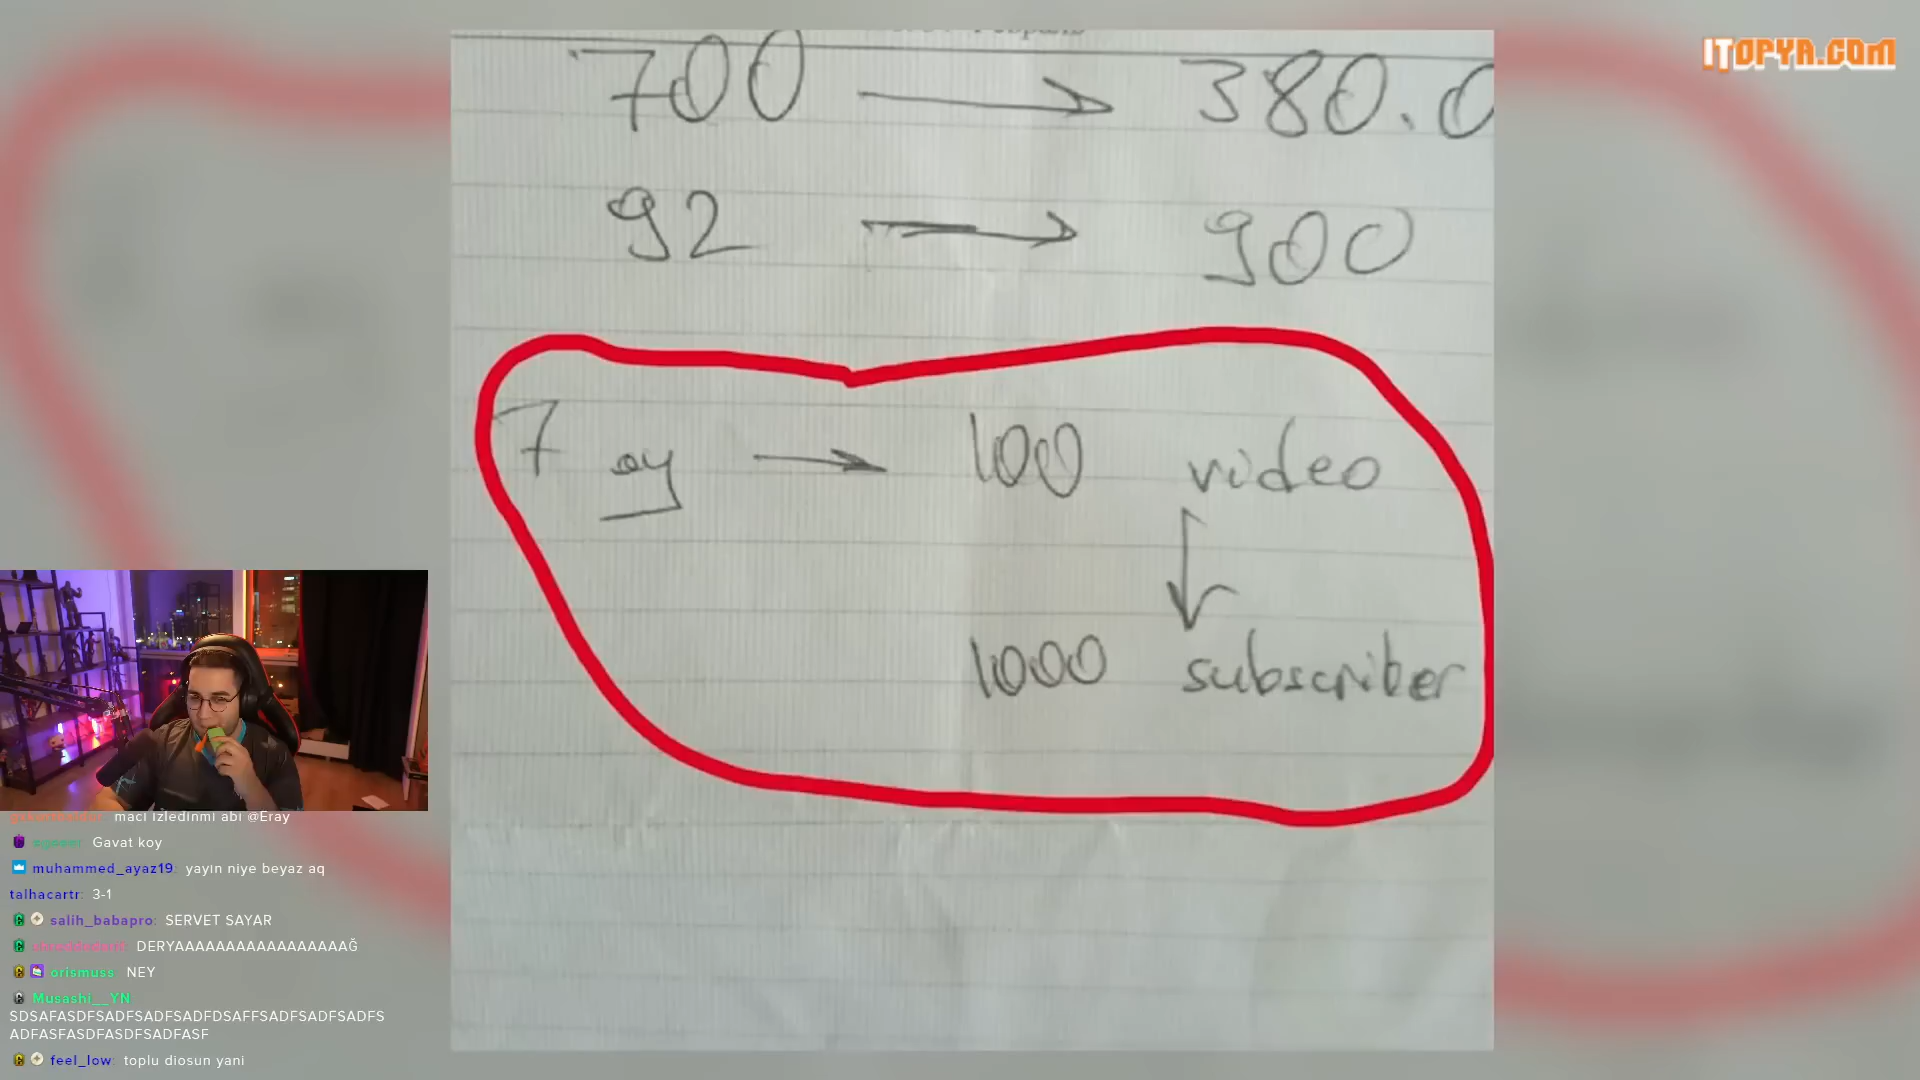 ITOPYA.COM
700 → 380.0
92 → 900
7 ay → 100 video
1000 subscriber
maci izledinmi abi @Eray
Gavat koy
muhammed_ayaz19: yayin niye beyaz aq
talhacartr: 3-1
salih_babapro: SERVET SAYAR
DERYAAAAAAAAAAAAAAAAAĞ
orismuss: NEY
Musashi__YN:
SDSAFASDFSADFSADFSADFDSAFFSADFSADFSADFS
ADFASFASDFASDFSADFASF
feel_low: toplu diosun yani